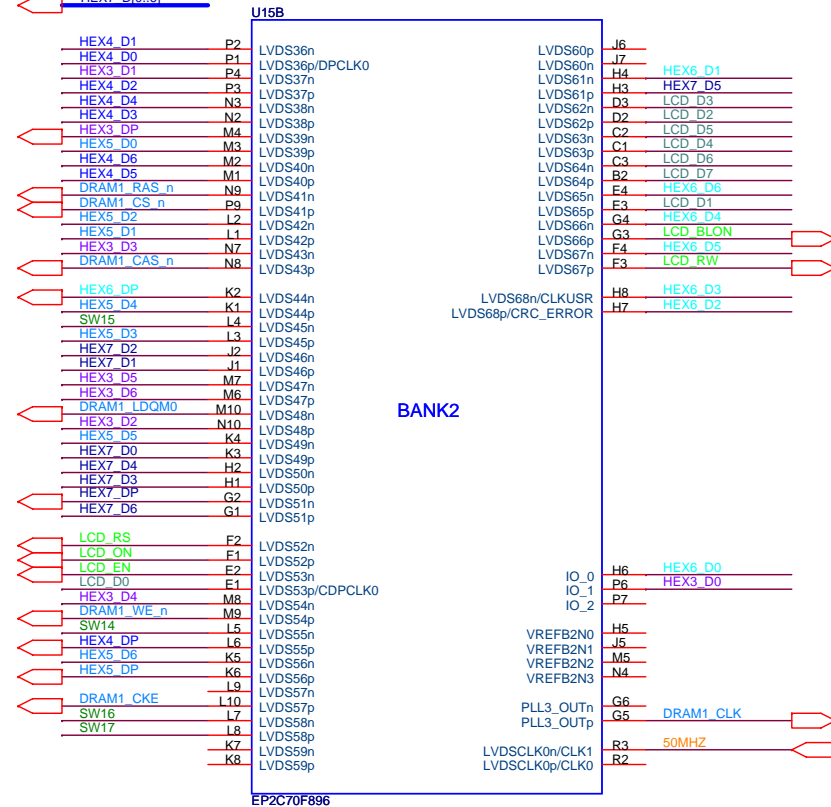 U15B
HEX4_D1 P2 LVDS36n LVDS60p J6
HEX4_D0 P1 LVDS36p/DPCLK0 LVDS60n J7
HEX3_D1 P4 LVDS37n LVDS61n H4 HEX6_D1
HEX4_D2 P3 LVDS37p LVDS61p H3 HEX7_D5
HEX4_D4 N3 LVDS38n LVDS62n D3 LCD_D3
HEX4_D3 N2 LVDS38p LVDS62p D2 LCD_D2
HEX3_DP M4 LVDS39n LVDS63n C2 LCD_D5
HEX5_D0 M3 LVDS39p LVDS63p C1 LCD_D4
HEX4_D6 M2 LVDS40n LVDS64n C3 LCD_D6
HEX4_D5 M1 LVDS40p LVDS64p B2 LCD_D7
DRAM1_RAS_n N9 LVDS41n LVDS65n E4 HEX6_D6
DRAM1_CS_n P9 LVDS41p LVDS65p E3 LCD_D1
HEX5_D2 L2 LVDS42n LVDS66n G4 HEX6_D4
HEX5_D1 L1 LVDS42p LVDS66p G3 LCD_BLON
HEX3_D3 N7 LVDS43n LVDS67n F4 HEX6_D5
DRAM1_CAS_n N8 LVDS43p LVDS67p F3 LCD_RW
HEX6_DP K2 LVDS44n LVDS68n/CLKUSR H8 HEX6_D3
HEX5_D4 K1 LVDS44p LVDS68p/CRC_ERROR H7 HEX6_D2
SW15 L4 LVDS45n
HEX5_D3 L3 LVDS45p
HEX7_D2 J2 LVDS46n
HEX7_D1 J1 LVDS46p
HEX3_D5 M7 LVDS47n
HEX3_D6 M6 LVDS47p
DRAM1_LDQM0 M10 LVDS48n
BANK2
HEX3_D2 N10 LVDS48p
HEX5_D5 K4 LVDS49n
HEX7_D0 K3 LVDS49p
HEX7_D4 H2 LVDS50n
HEX7_D3 H1 LVDS50p
HEX7_DP G2 LVDS51n
HEX7_D6 G1 LVDS51p
LCD_RS F2 LVDS52n
LCD_ON F1 LVDS52p
LCD_EN E2 LVDS53n IO_0 H6 HEX6_D0
LCD_D0 E1 LVDS53p/CDPCLK0 IO_1 P6 HEX3_D0
HEX3_D4 M8 LVDS54n IO_2 P7
DRAM1_WE_n M9 LVDS54p
SW14 L5 LVDS55n VREFB2N0 H5
HEX4_DP L6 LVDS55p VREFB2N1 J5
HEX5_D6 K5 LVDS56n VREFB2N2 M5
HEX5_DP K6 LVDS56p VREFB2N3 N4
L9 LVDS57n
DRAM1_CKE L10 LVDS57p PLL3_OUTn G6
SW16 L7 LVDS58n PLL3_OUTp G5 DRAM1_CLK
SW17 L8 LVDS58p
K7 LVDS59n LVDSCLK0n/CLK1 R3 50MHZ
K8 LVDS59p LVDSCLK0p/CLK0 R2
EP2C70F896